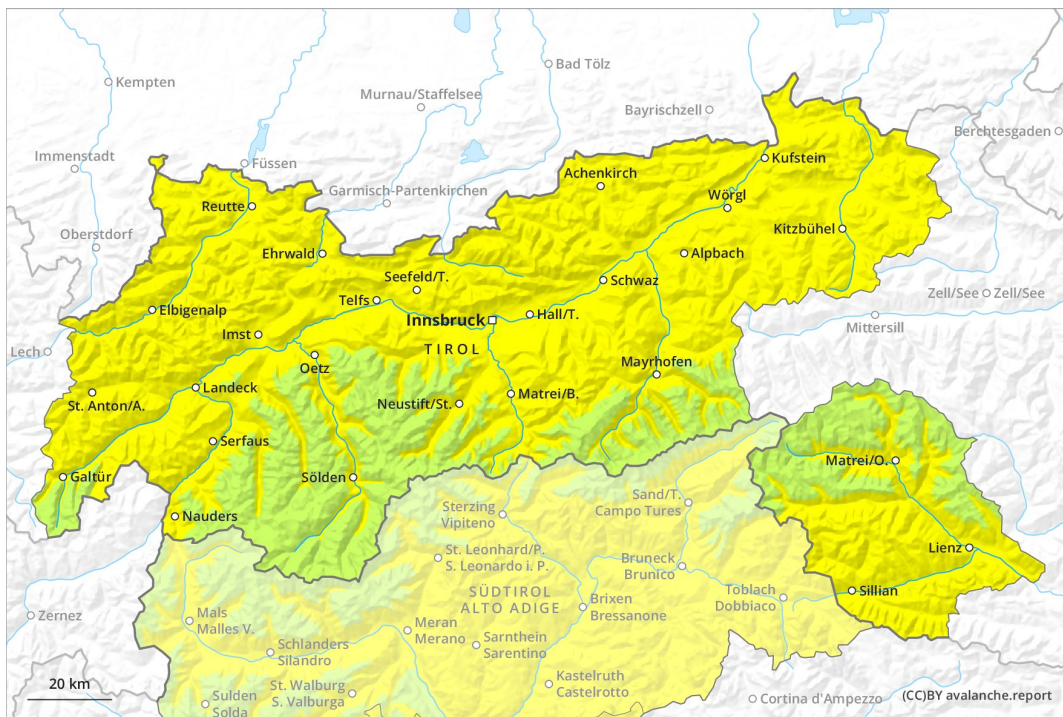 Kempten
Bad Tölz
Murnau/Staffelsee
Bayrischzell
Berchtesgaden
Immenstadt
Füssen
Kufstein
Achenkirch
Garmisch-Partenkirchen
Wörgl
Reutte
Oberstdorf
Kitzbühel
Ehrwald
Alpbach
Seefeld/T.
Schwaz
Zell/See
Zell/See
Telfs
Elbigenalp
Hall/T.
Innsbruck
Mittersill
Imst
TIROL
Lech
Oetz
Mayrhofen
Landeck
St. Anton/A.
Matrei/B.
Neustift/St.
Serfaus
Matrei/O.
Galtür
Sölden
Sand/T.
Campo Tures
Sterzing
Vipiteno
Nauders
Lienz
St. Leonhard/P.
S. Leonardo i. P.
Bruneck
Brunico
SÜDTIROL
ALTO ADIGE
Sillian
Toblach
Dobbiaco
Brixen
Bressanone
Zernez
Mals
Malles V.
Meran
Merano
Sarnthein
Sarentino
Schlanders
Silandro
20 km
St. Walburg
S. Valburga
Kastelruth
Castelrotto
Sulden
Solda
Cortina d'Ampezzo
(CC)BY avalanche.report